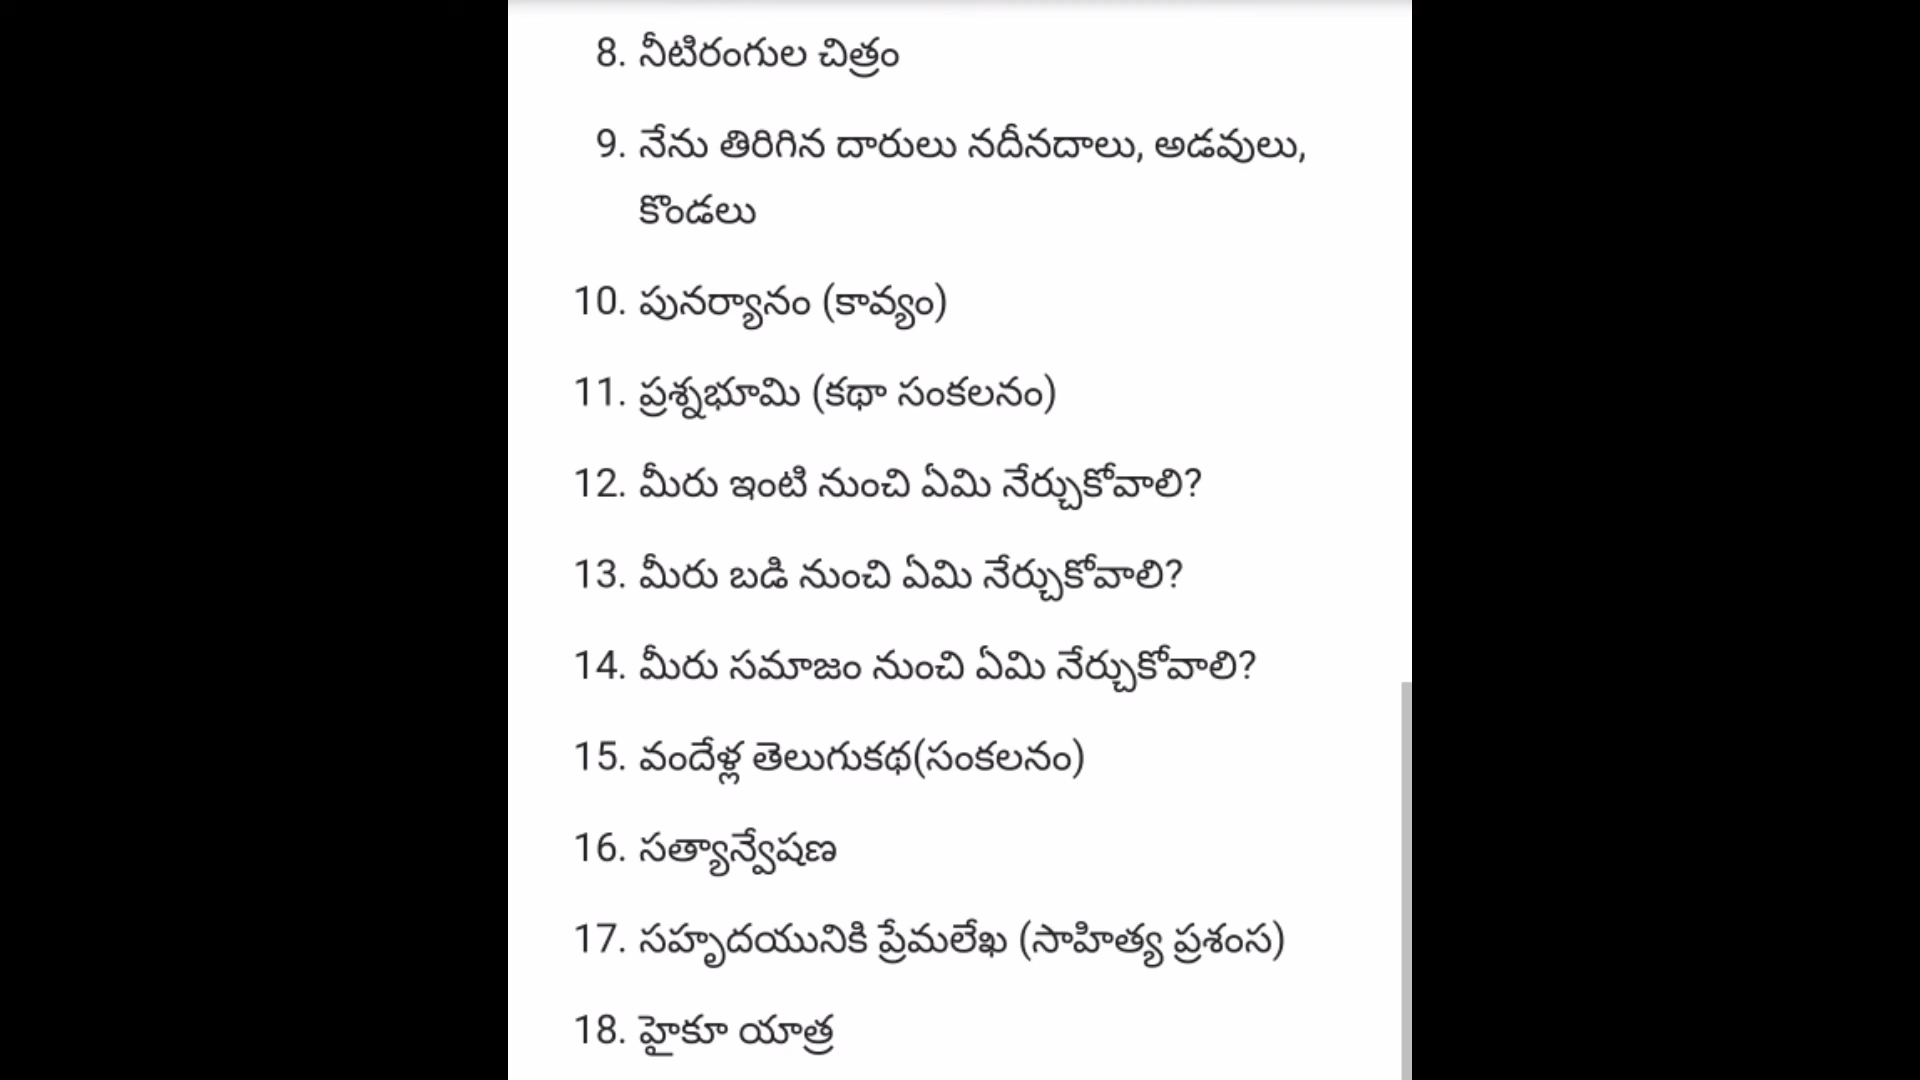 8. నీటిరంగుల చిత్రం
9. నేను తిరిగిన దారులు నదీనదాలు, అడవులు,
కొండలు
10. పునర్యానం (కావ్యం)
11. ప్రశ్నభూమి (కథా సంకలనం)
12. మీరు ఇంటి నుంచి ఏమి నేర్చుకోవాలి?
13. మీరు బడి నుంచి ఏమి నేర్చుకోవాలి?
14. మీరు సమాజం నుంచి ఏమి నేర్చుకోవాలి?
15. వందేళ్ల తెలుగుకథ(సంకలనం)
16. సత్యాన్వేషణ
17. సహృదయునికి ప్రేమలేఖ (సాహిత్య ప్రశంస)
18. హైకూ యాత్ర